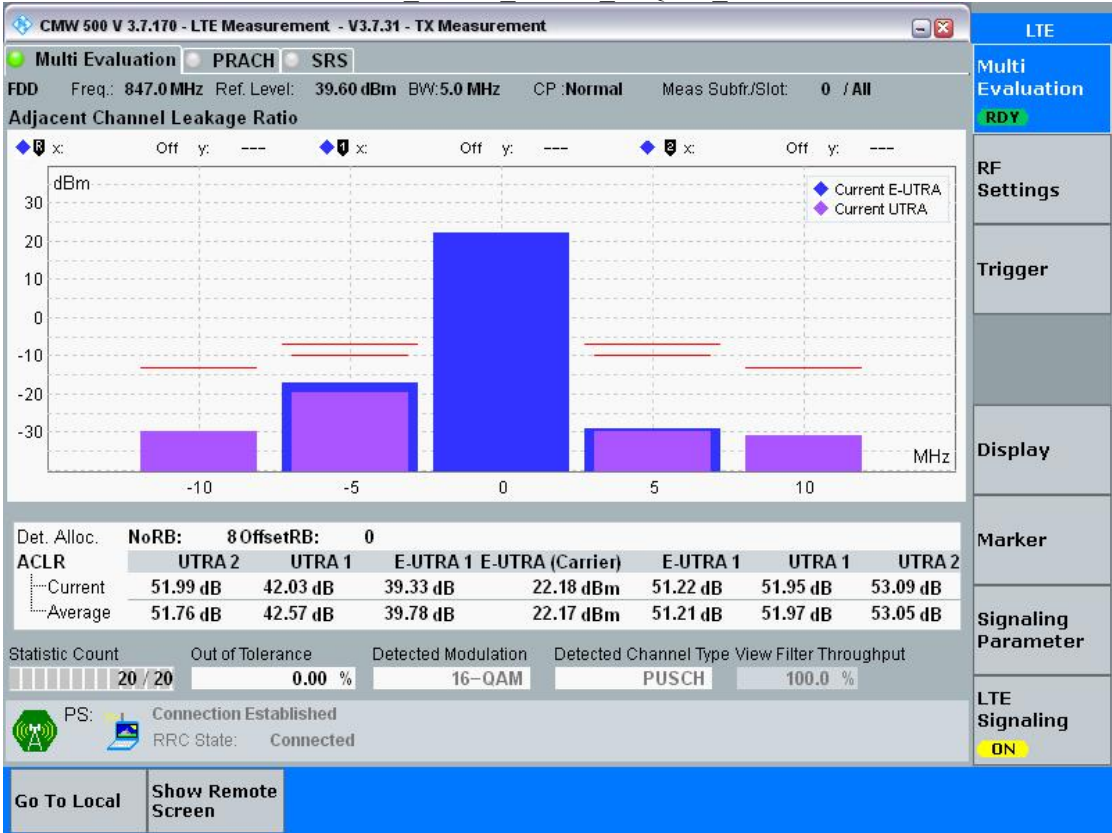 CMW 500 V 3.7.170 - LTE Measurement - V3.7.31 - TX Measurement
LTE
Multi Evaluation PRACH SRS
FDD Freq.: 847.0 MHz Ref. Level: 39.60 dBm BW: 5.0 MHz CP : Normal Meas Subfr./Slot: 0 / All
Adjacent Channel Leakage Ratio
R x: Off y: --- 1 x: Off y: --- 2 x: Off y: ---
dBm
Current E-UTRA
Current UTRA
30
20
10
0
-10
-20
-30
MHz
-10 -5 0 5 10
Det. Alloc. NoRB: 8 OffsetRB: 0
ACLR UTRA 2 UTRA 1 E-UTRA 1 E-UTRA (Carrier) E-UTRA 1 UTRA 1 UTRA 2
Current 51.99 dB 42.03 dB 39.33 dB 22.18 dBm 51.22 dB 51.95 dB 53.09 dB
Average 51.76 dB 42.57 dB 39.78 dB 22.17 dBm 51.21 dB 51.97 dB 53.05 dB
Statistic Count Out of Tolerance Detected Modulation Detected Channel Type View Filter Throughput
20 / 20 0.00 % 16-QAM PUSCH 100.0 %
PS: Connection Established
RRC State: Connected
Multi
Evaluation
RDY
RF
Settings
Trigger
Display
Marker
Signaling
Parameter
LTE
Signaling
ON
Go To Local
Show Remote
Screen